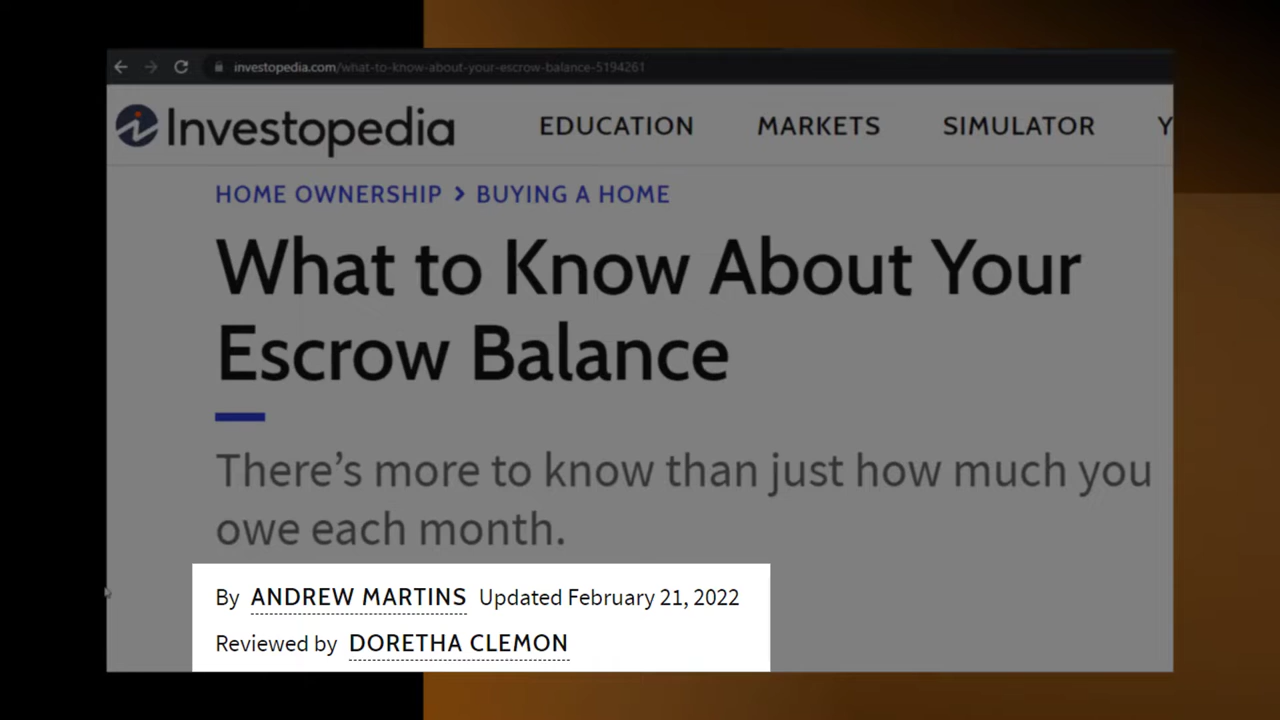 investopedia.com/what-to-know-about-your-escrow-balance-5194261
Investopedia EDUCATION MARKETS SIMULATOR Y
HOME OWNERSHIP > BUYING A HOME
What to Know About Your
Escrow Balance
There’s more to know than just how much you
owe each month.
By ANDREW MARTINS Updated February 21, 2022
Reviewed by DORETHA CLEMON